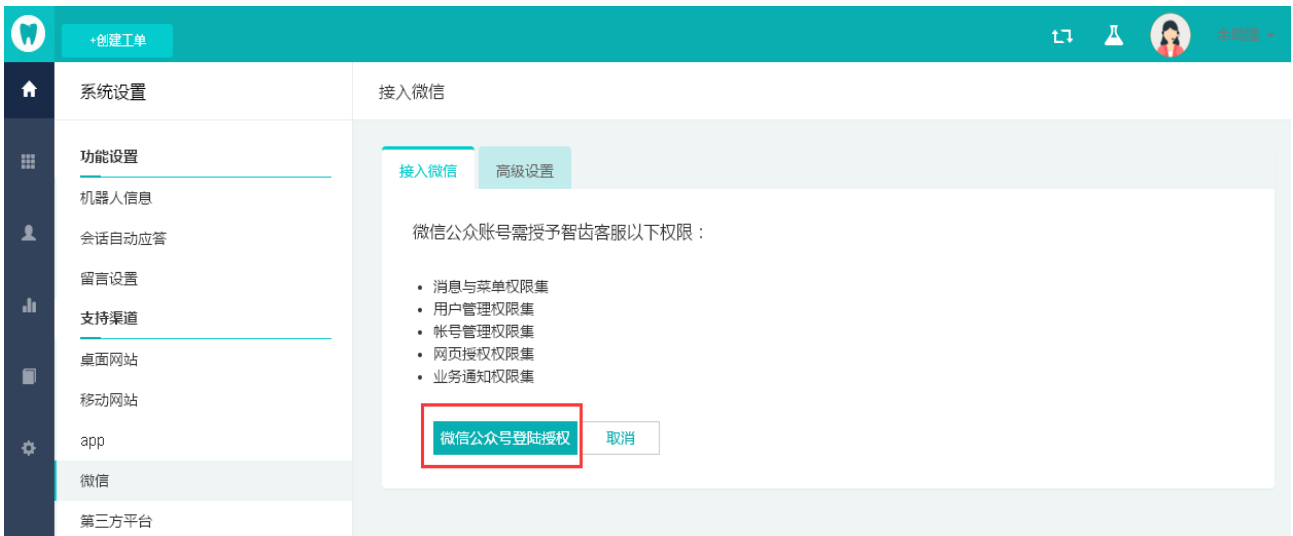 +创建工单
系统设置
接入微信
功能设置
机器人信息
会话自动应答
留言设置
支持渠道
桌面网站
移动网站
app
微信
第三方平台
接入微信
高级设置
微信公众账号需授予智齿客服以下权限：
• 消息与菜单权限集
• 用户管理权限集
• 帐号管理权限集
• 网页授权权限集
• 业务通知权限集
微信公众号登陆授权
取消